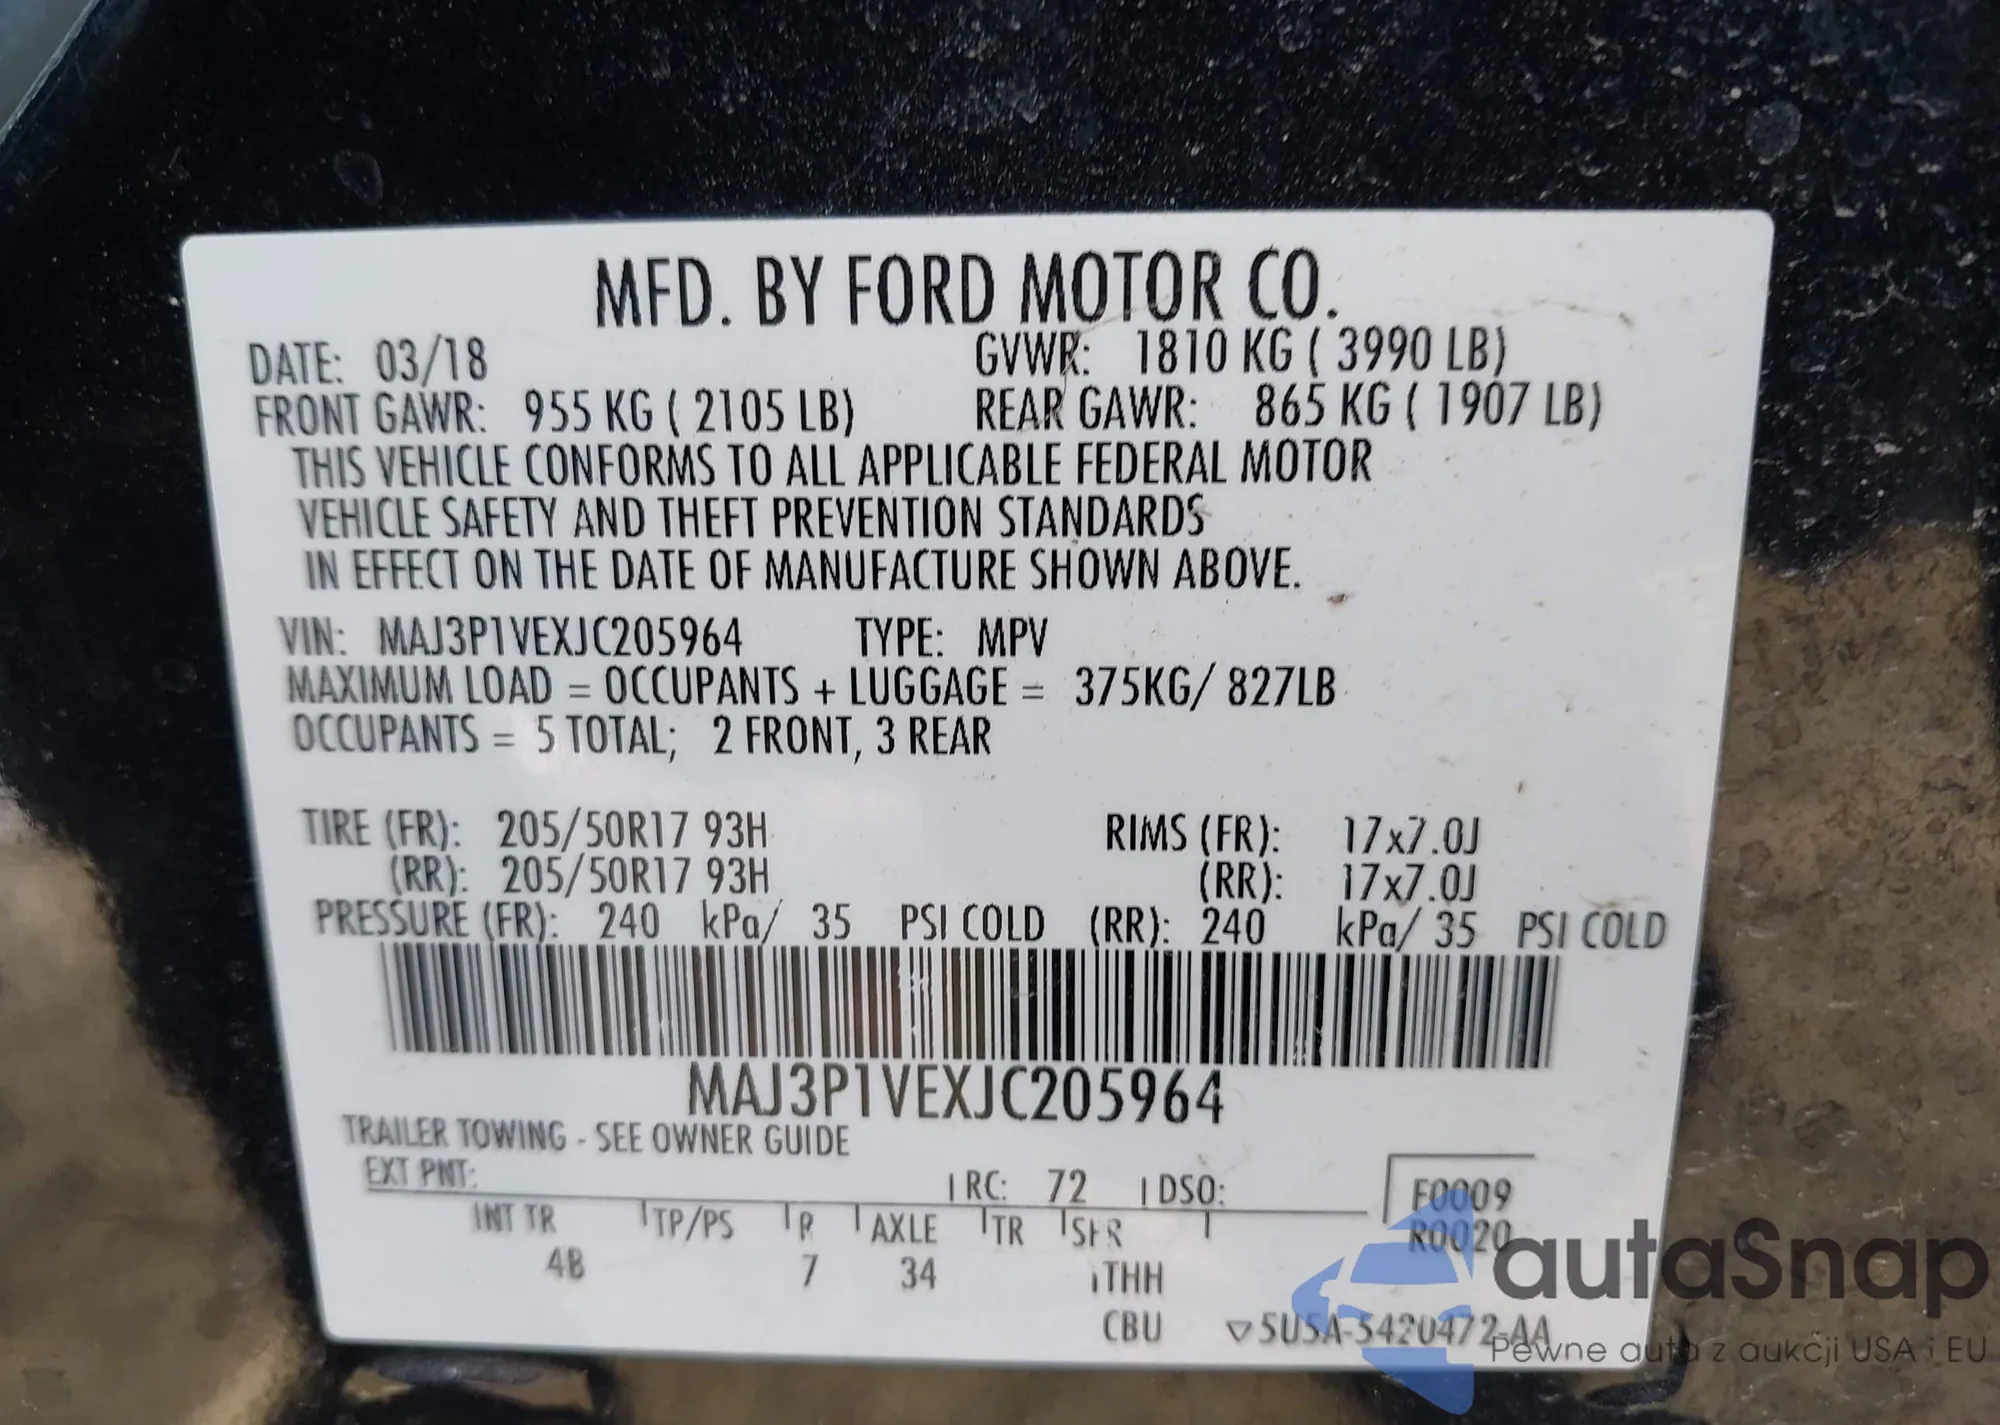 MFD. BY FORD MOTOR CO.
DATE: 03/18 GVWR: 1810 KG ( 3990 LB)
FRONT GAWR: 955 KG ( 2105 LB) REAR GAWR: 865 KG ( 1907 LB)
THIS VEHICLE CONFORMS TO ALL APPLICABLE FEDERAL MOTOR
VEHICLE SAFETY AND THEFT PREVENTION STANDARDS
IN EFFECT ON THE DATE OF MANUFACTURE SHOWN ABOVE.
VIN: MAJ3P1VEXJC205964 TYPE: MPV
MAXIMUM LOAD = OCCUPANTS + LUGGAGE = 375KG/ 827LB
OCCUPANTS = 5 TOTAL; 2 FRONT, 3 REAR
TIRE (FR): 205/50R17 93H RIMS (FR): 17x7.0J
(RR): 205/50R17 93H (RR): 17x7.0J
PRESSURE (FR): 240 kPa/ 35 PSI COLD (RR): 240 kPa/ 35 PSI COLD
MAJ3P1VEXJC205964
TRAILER TOWING - SEE OWNER GUIDE
EXT PNT: RC: 72 DSO: F0009
INT TR TP/PS R AXLE TR SPR R0020
4B 7 34 THH
CBU ▽5U5A-5420472-AA
autaSnap
Pewne auta z aukcji USA i EU